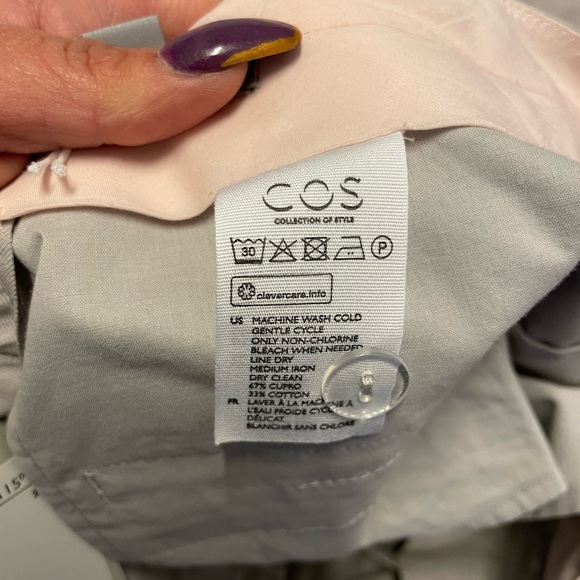 COS
COLLECTION OF STYLE
30
P
clevercare.info
US MACHINE WASH COLD
GENTLE CYCLE
ONLY NON-CHLORINE
BLEACH WHEN NEEDED
LINE DRY
MEDIUM IRON
DRY CLEAN
67% CUPRO
33% COTTON
FR LAVER À LA MACHINE À
L'EAU FROIDE CYCL
DÉLICAT.
BLANCHIR SANS CHLORE